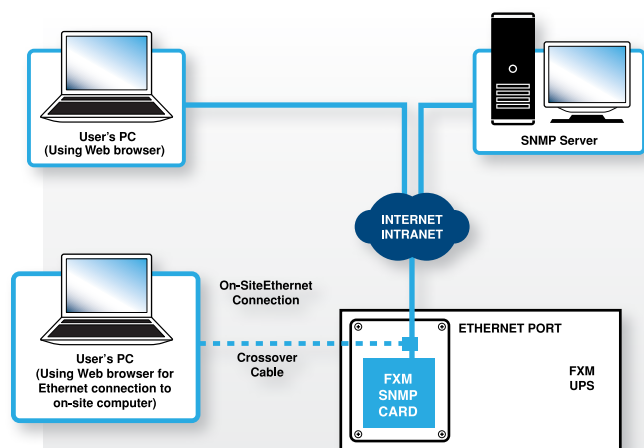 User's PC
(Using Web browser)
SNMP Server
INTERNET
INTRANET
On-SiteEthernet
Connection
Crossover
Cable
User's PC
(Using Web browser for
Ethernet connection to
on-site computer)
ETHERNET PORT
FXM
SNMP
CARD
FXM
UPS